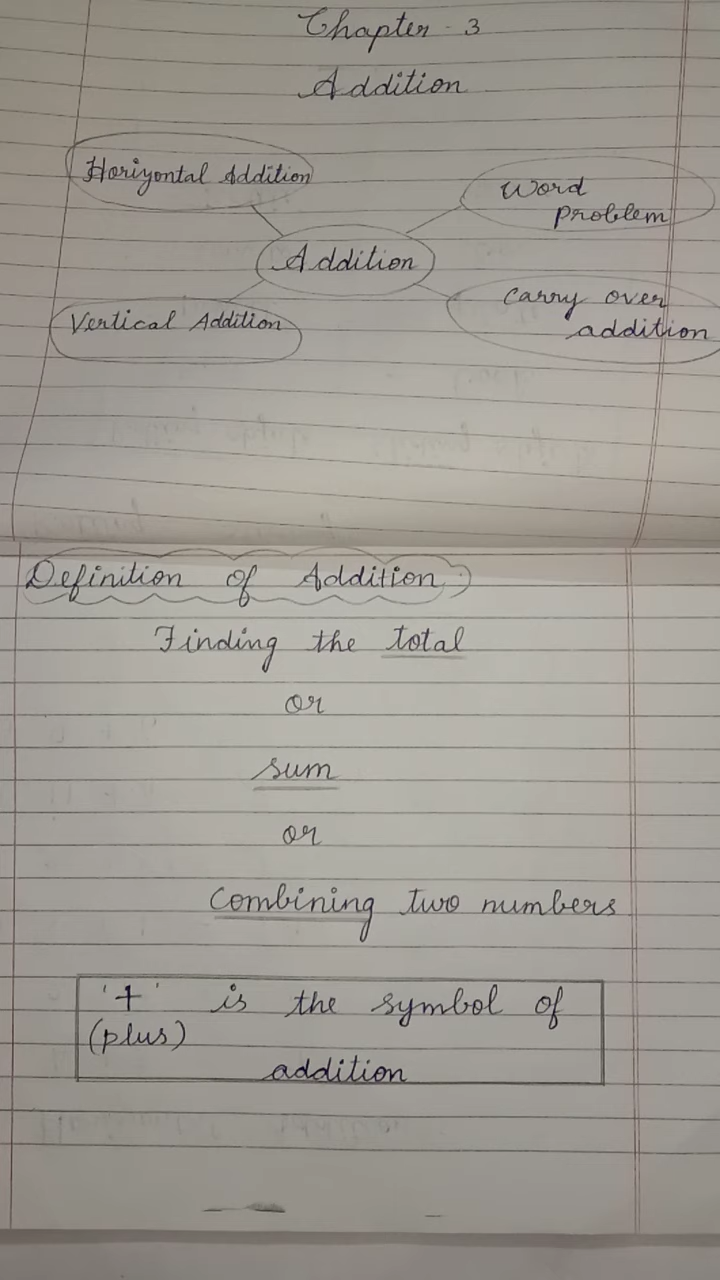 Chapter - 3
Addition
Horizontal Addition
Word
problem
Addition
Vertical Addition
Carry over
addition
Definition of Addition :
Finding the total
or
sum
or
Combining two numbers
'+' is the symbol of
(plus)
addition